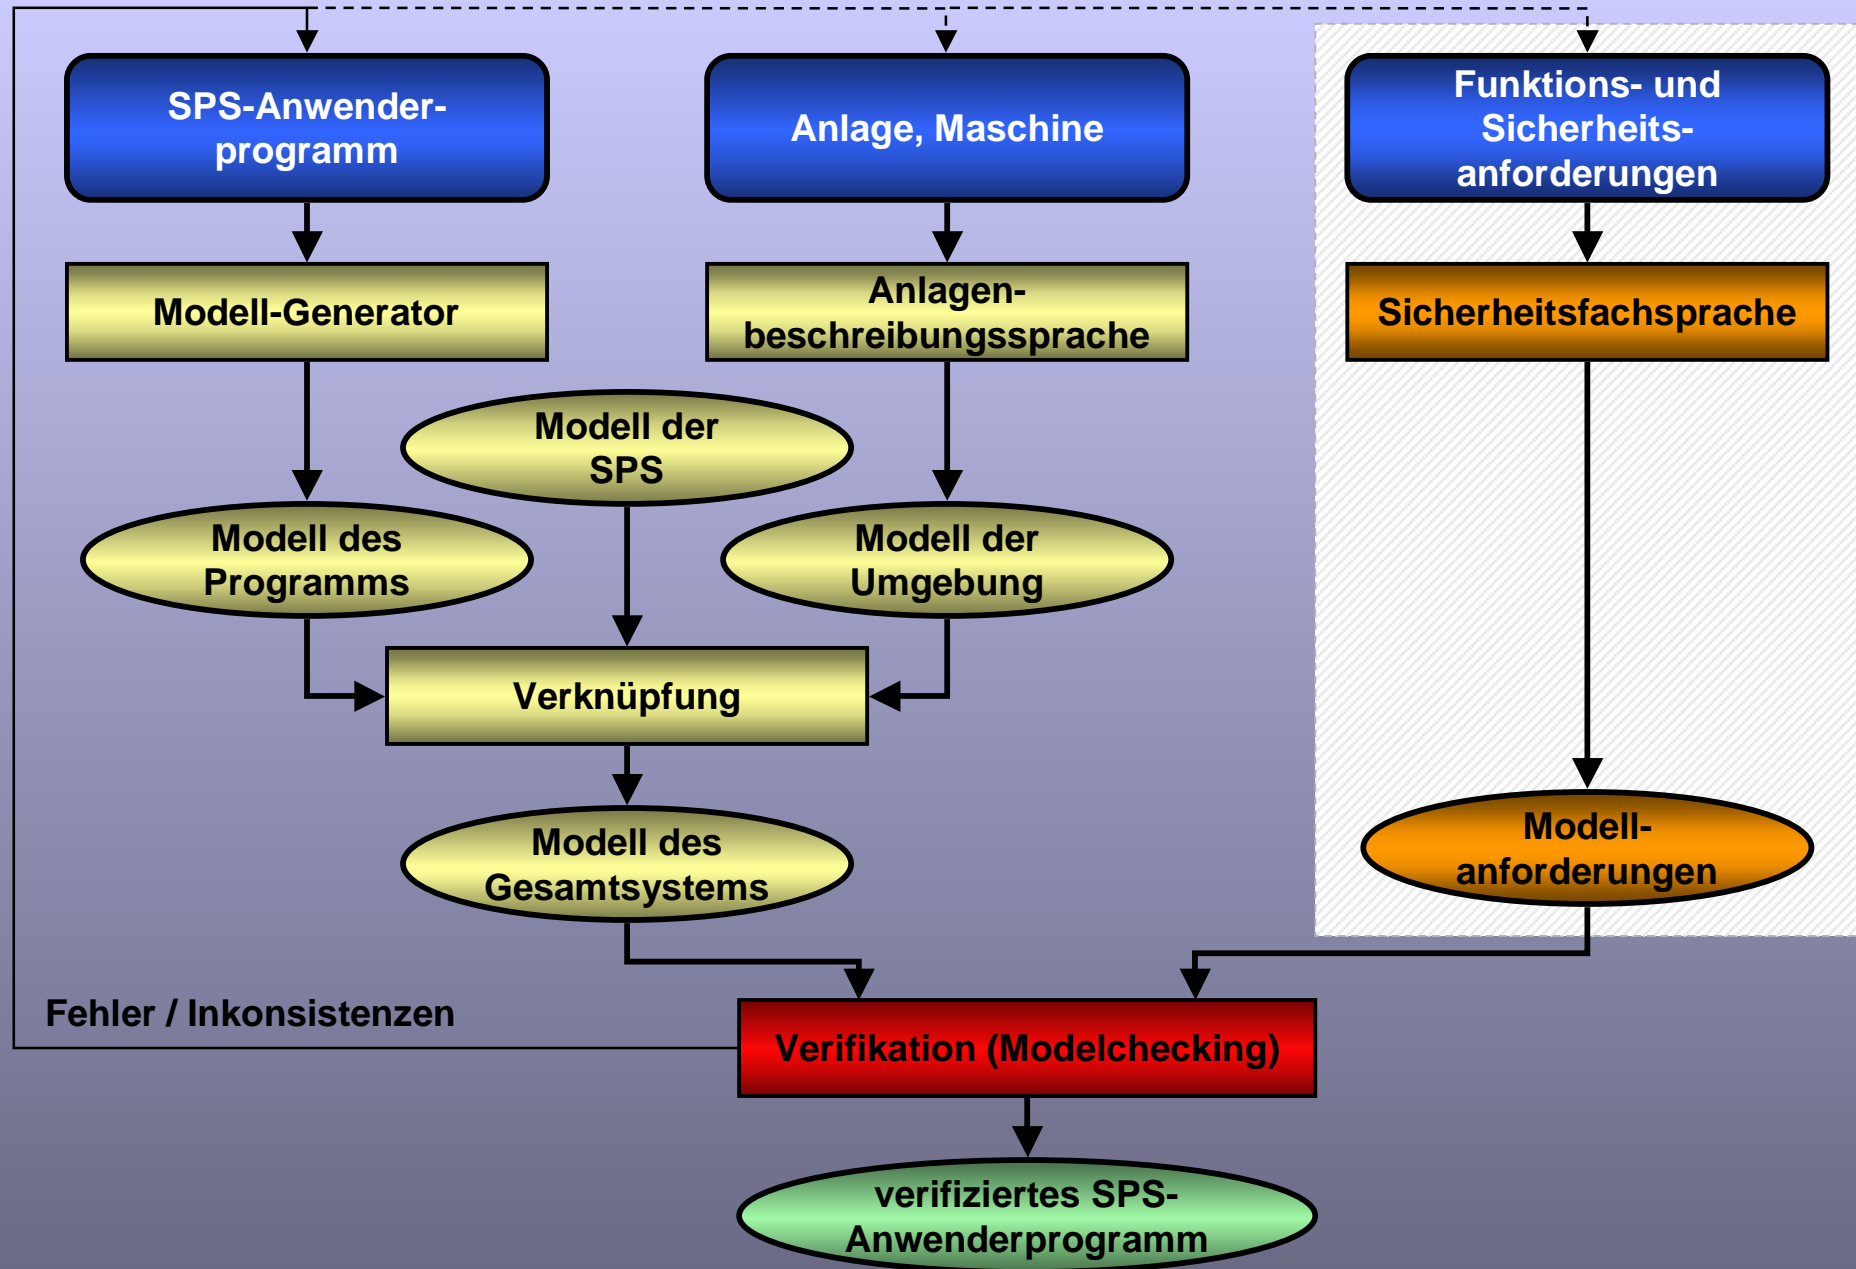 SPS-Anwender-
programm
Anlage, Maschine
Funktions- und
Sicherheits-
anforderungen
Modell-Generator
Anlagen-
beschreibungssprache
Sicherheitsfachsprache
Modell der
SPS
Modell des
Programms
Modell der
Umgebung
Verknüpfung
Modell des
Gesamtsystems
Modell-
anforderungen
Fehler / Inkonsistenzen
Verifikation (Modelchecking)
verifiziertes SPS-
Anwenderprogramm